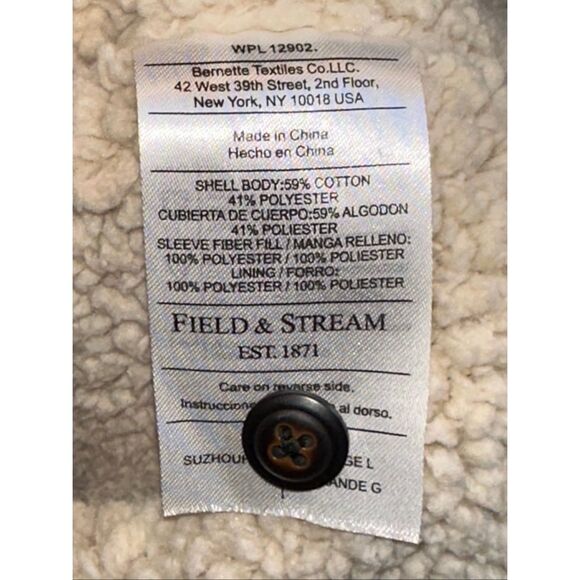 WPL 12902.
Bernette Textiles Co.LLC.
42 West 39th Street, 2nd Floor,
New York, NY 10018 USA
Made in China
Hecho en China
SHELL BODY:59% COTTON
41% POLYESTER
CUBIERTA DE CUERPO:59% ALGODON
41% POLIESTER
SLEEVE FIBER FILL / MANGA RELLENO:
100% POLYESTER / 100% POLIESTER
LINING / FORRO:
100% POLYESTER / 100% POLIESTER
FIELD & STREAM
EST. 1871
Care on reverse side.
al dorso.
L
G